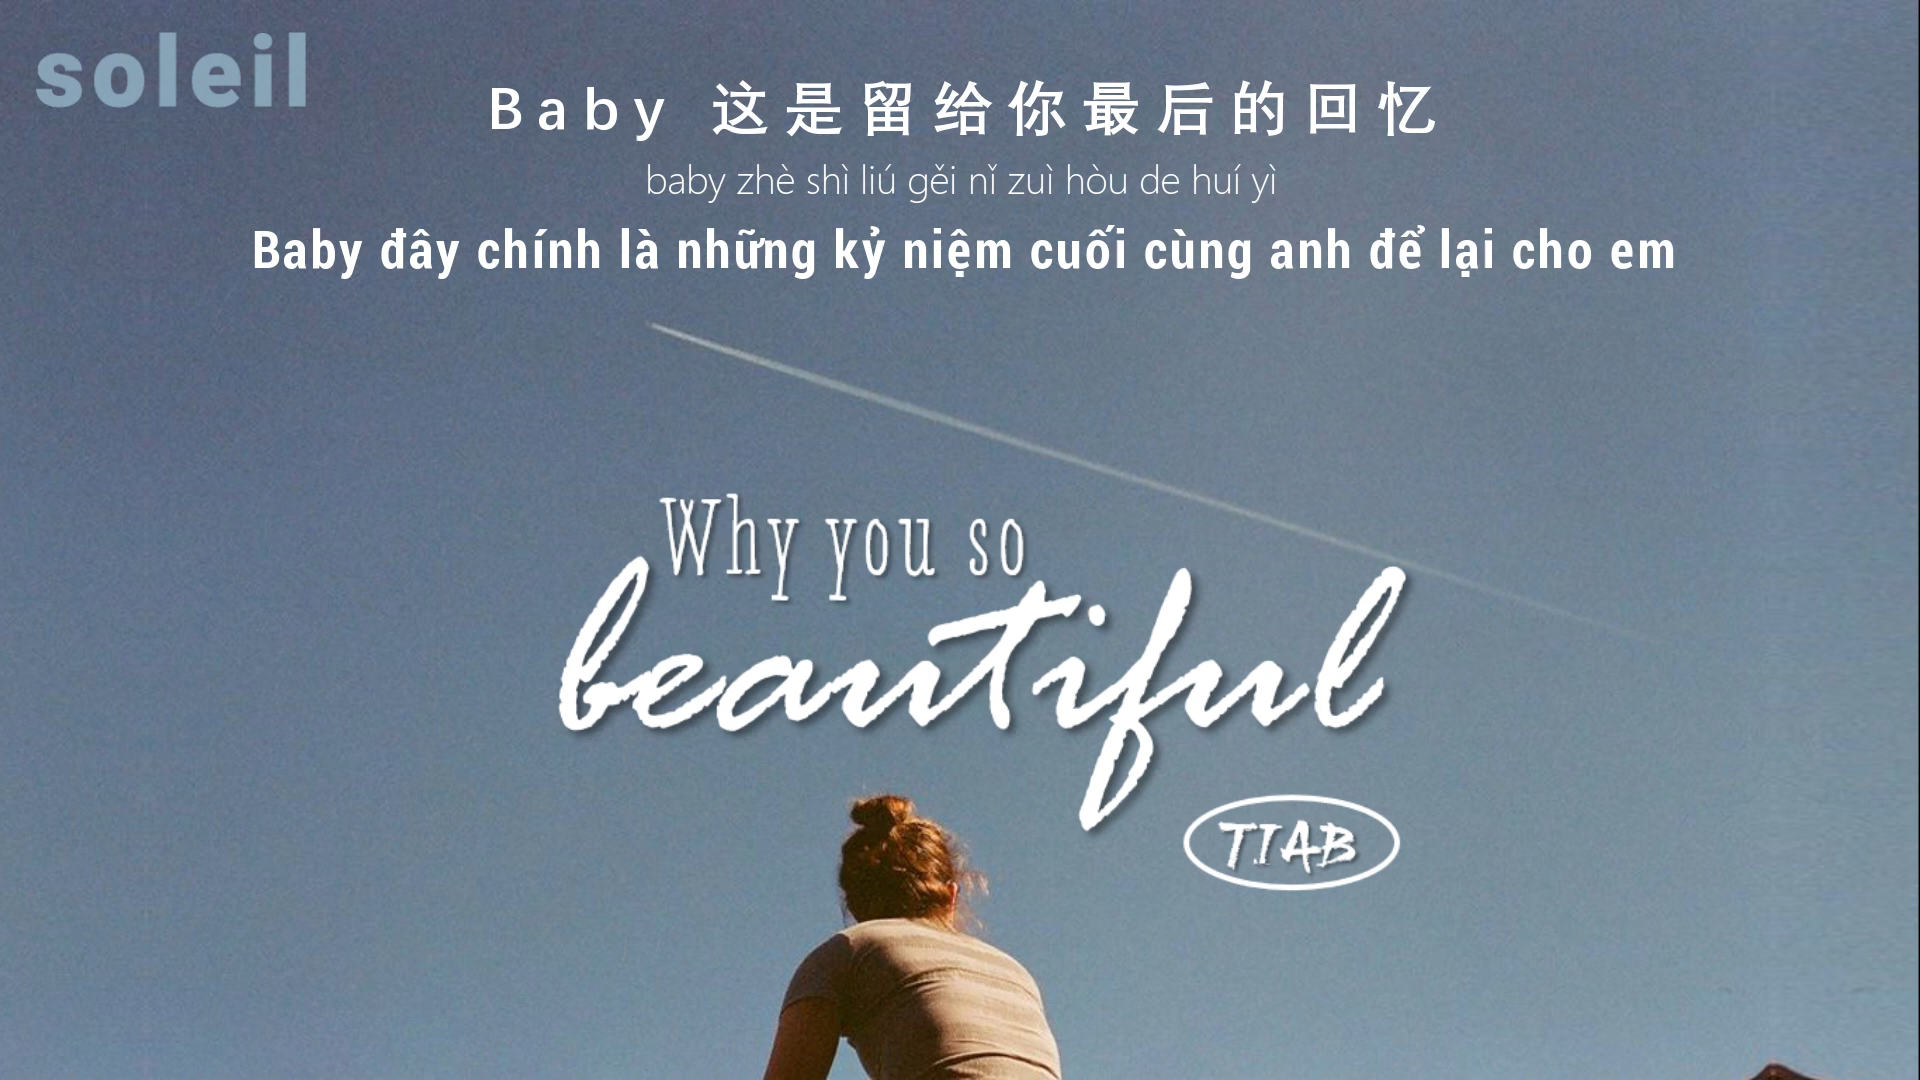 soleil
Baby 这是留给你最后的回忆
baby zhè shì liú gěi nǐ zuì hòu de huí yì
Baby đây chính là những kỷ niệm cuối cùng anh để lại cho em
Why you so
beautiful
TIAB